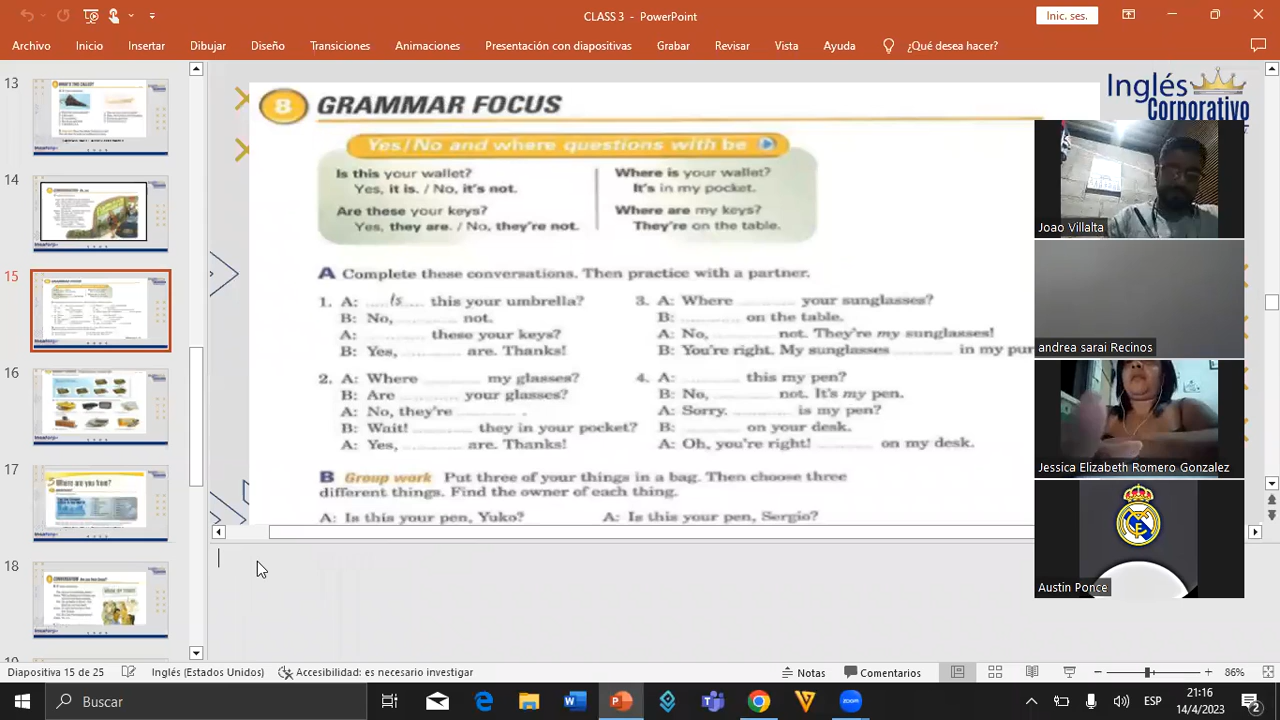 CLASS 3 - PowerPoint
Inic. ses.
Archivo Inicio Insertar Dibujar Diseño Transiciones Animaciones Presentación con diapositivas Grabar Revisar Vista Ayuda ¿Qué desea hacer?
13
14
15
16
17
18
Inglés
Corporativo
8 GRAMMAR FOCUS
Yes/No and where questions with be
Is this your wallet?
Yes, it is. / No, it's not.
Are these your keys?
Yes, they are. / No, they're not.
Where is your wallet?
It's in my pocket.
Where are my keys?
They're on the table.
A Complete these conversations. Then practice with a partner.
1. A: Is this your umbrella?
B: No, ........ not.
A: ........ these your keys?
B: Yes, ........ are. Thanks!
2. A: Where ........ my glasses?
B: Are ........ your glasses?
A: No, they're ........ .
B: Wait! ........ they in your pocket?
A: Yes, ........ are. Thanks!
3. A: Where ........ your sunglasses?
B: ........ on the table.
A: No, ........ not. They're my sunglasses!
B: You're right. My sunglasses ........ in my pur
4. A: ........ this my pen?
B: No, ........ not. It's my pen.
A: Sorry. ........ is my pen?
B: ........ on your desk.
A: Oh, you're right! ........ on my desk.
B Group work Put three of your things in a bag. Then choose three
different things. Find the owner of each thing.
A: Is this your pen, Yuko?
A: Is this your pen, Sergio?
Joao Villalta
andrea sarai Recinos
Jessica Elizabeth Romero Gonzalez
Austin Ponce
Diapositiva 15 de 25 Inglés (Estados Unidos) Accesibilidad: es necesario investigar Notas Comentarios 86%
Buscar
ESP
21:16
14/4/2023
2